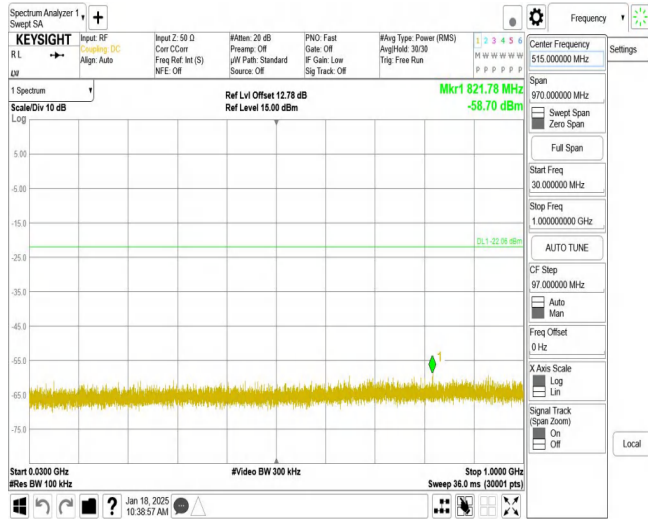 Spectrum Analyzer 1
Swept SA
+
Frequency
KEYSIGHT
RL
LXI
Input: RF
Coupling: DC
Align: Auto
Input Z: 50 Ω
Corr CCorr
Freq Ref: Int (S)
NFE: Off
#Atten: 20 dB
Preamp: Off
µW Path: Standard
Source: Off
PNO: Fast
Gate: Off
IF Gain: Low
Sig Track: Off
#Avg Type: Power (RMS)
Avg|Hold: 30/30
Trig: Free Run
1 2 3 4 5 6
M W W W W W
P P P P P P
1 Spectrum
Scale/Div 10 dB
Log
Ref Lvl Offset 12.78 dB
Ref Level 15.00 dBm
Mkr1 821.78 MHz
-58.70 dBm
5.00
-5.00
-15.0
DL1 -22.06 dBm
-25.0
-35.0
-45.0
-55.0
1
-65.0
-75.0
Start 0.0300 GHz
#Res BW 100 kHz
#Video BW 300 kHz
Stop 1.0000 GHz
Sweep 36.0 ms (30001 pts)
Jan 18, 2025
10:38:57 AM
?
Center Frequency
515.000000 MHz
Settings
Span
970.000000 MHz
Swept Span
Zero Span
Full Span
Start Freq
30.000000 MHz
Stop Freq
1.000000000 GHz
AUTO TUNE
CF Step
97.000000 MHz
Auto
Man
Freq Offset
0 Hz
X Axis Scale
Log
Lin
Signal Track
(Span Zoom)
On
Off
Local